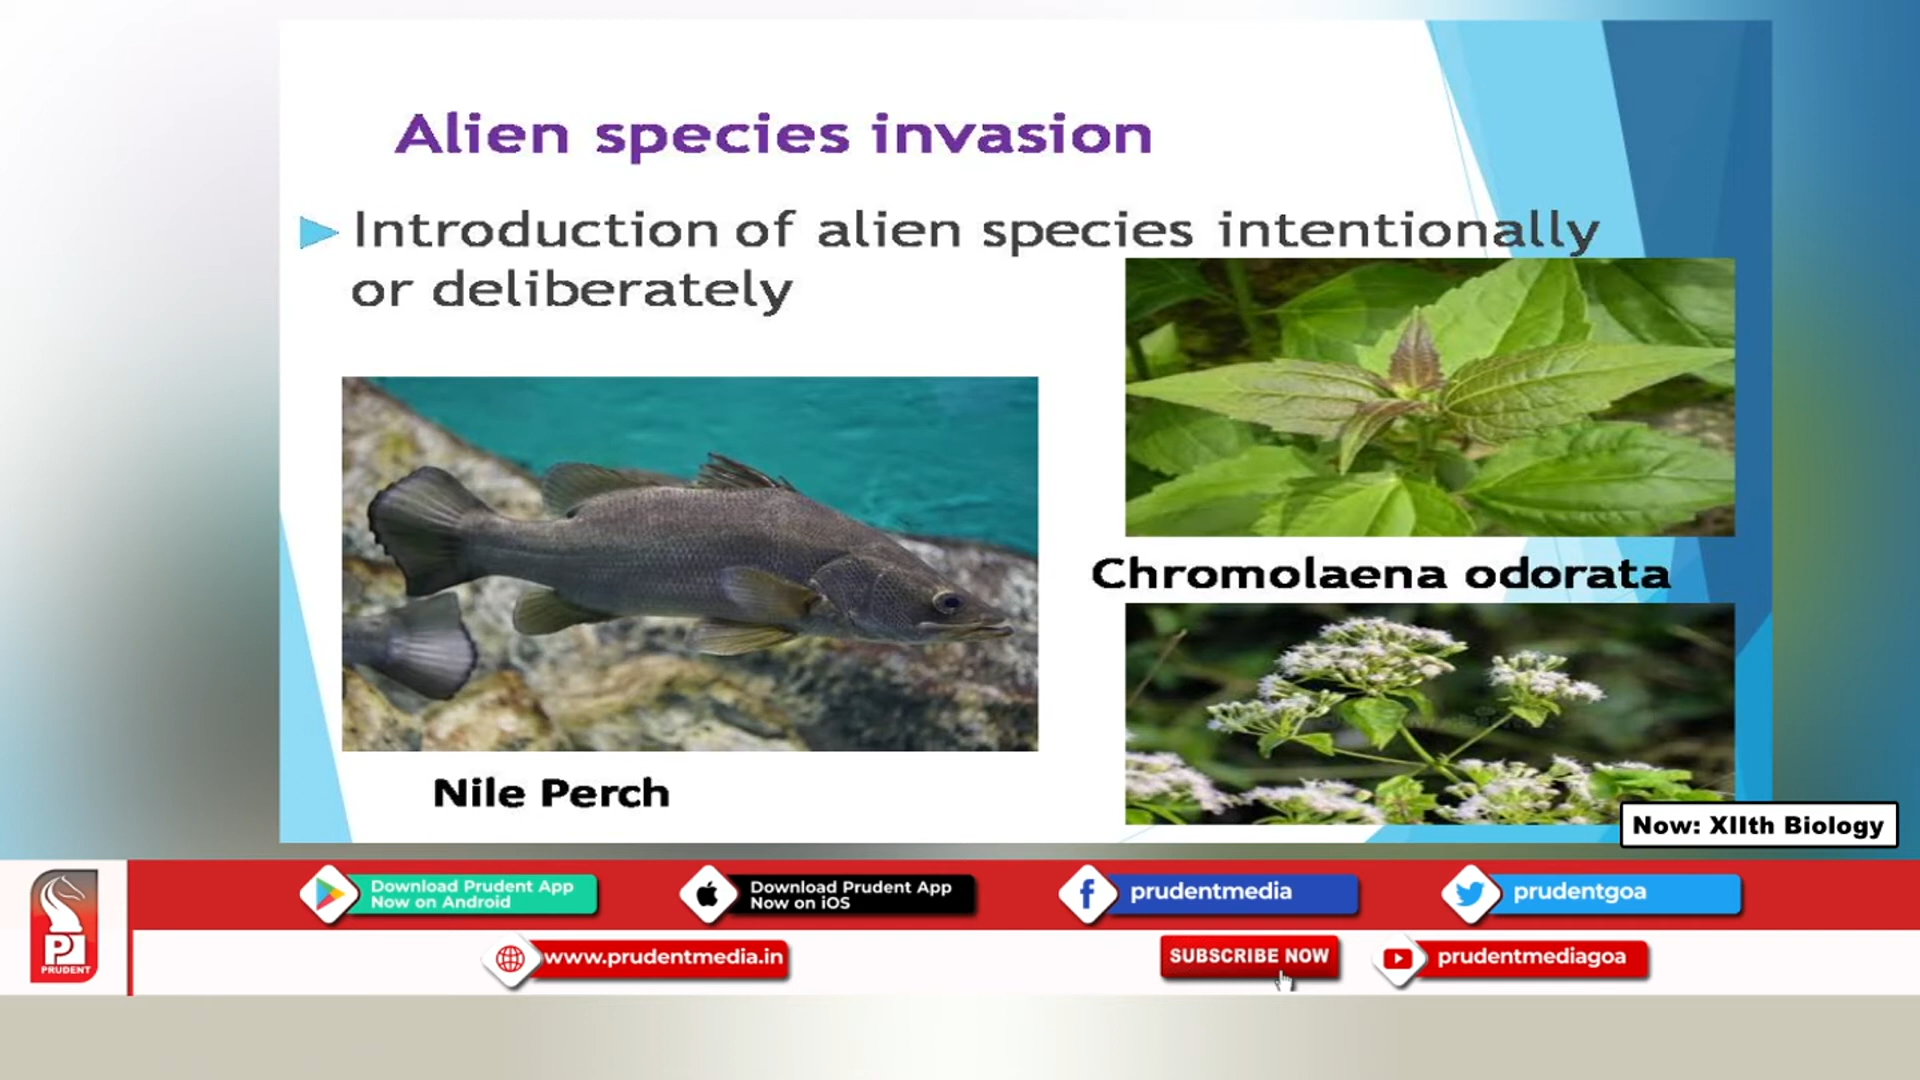 Alien species invasion
Introduction of alien species intentionally
or deliberately
Chromolaena odorata
Nile Perch
Now: XIIth Biology
Download Prudent App
Now on Android
Download Prudent App
Now on iOS
prudentmedia
prudentgoa
PRUDENT
www.prudentmedia.in
SUBSCRIBE NOW
prudentmediagoa